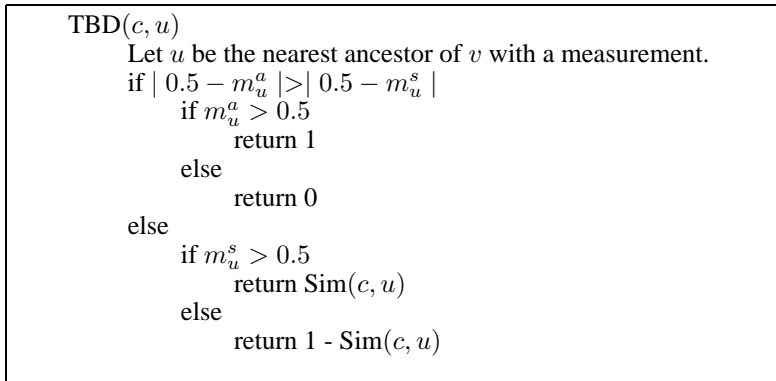 TBD(c, u)
Let u be the nearest ancestor of v with a measurement.
if | 0.5 − m_u^a |>| 0.5 − m_u^s |
if m_u^a > 0.5
return 1
else
return 0
else
if m_u^s > 0.5
return Sim(c, u)
else
return 1 - Sim(c, u)